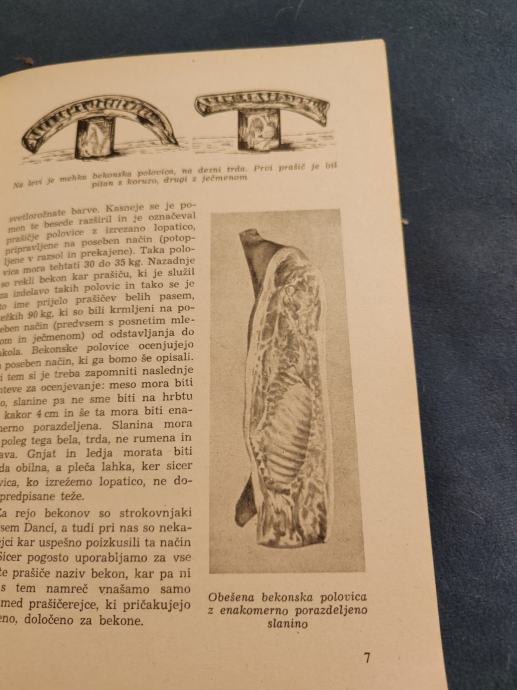 Na levi je mehka bekonska polovica, na desni trda. Prvi prašič je bil
pitan s koruzo, drugi z ječmenom
svetlorožnate barve. Kasneje se je po-
men te besede razširil in je označeval
prašičje polovice z izrezano lopatico,
pripravljene na poseben način (potop-
ljene v razsol in prekajene). Taka polo-
vica mora tehtati 30 do 35 kg. Nazadnje
so rekli bekon kar prašiču, ki je služil
za izdelavo takih polovic in tako se je
to ime prijelo prašičev belih pasem,
težkih 90 kg, ki so bili krmljeni na po-
seben način (predvsem s posnetim mle-
kom in ječmenom) od odstavljanja do
akola. Bekonske polovice ocenjujejo
poseben način, ki ga bomo še opisali.
i tem si je treba zapomniti naslednje
hteve za ocenjevanje: meso mora biti
o, slanine pa ne sme biti na hrbtu
kakor 4 cm in še ta mora biti ena-
merno porazdeljena. Slanina mora
poleg tega bela, trda, ne rumena in
ava. Gnjat in ledja morata biti
da obilna, a pleča lahka, ker sicer
vica, ko izrežemo lopatico, ne do-
predpisane teže.
Za rejo bekonov so strokovnjaki
sem Danci, a tudi pri nas so neka-
ejci kar uspešno poizkusili ta način
Sicer pogosto uporabljamo za vse
te prašiče naziv bekon, kar pa ni
s tem namreč vnašamo samo
med prašičerejce, ki pričakujejo
eno, določeno za bekone.
Obešena bekonska polovica
z enakomerno porazdeljeno
slanino
7